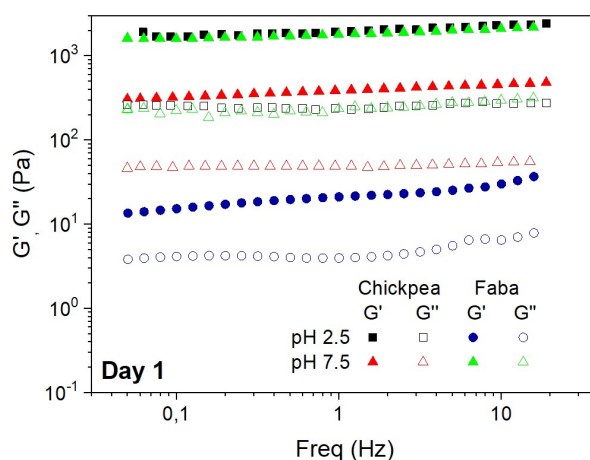 10³
10²
10¹
10⁰
10⁻¹
G', G'' (Pa)
Chickpea Faba
G' G'' G' G''
pH 2.5
pH 7.5
Day 1
0,1 1 10
Freq (Hz)